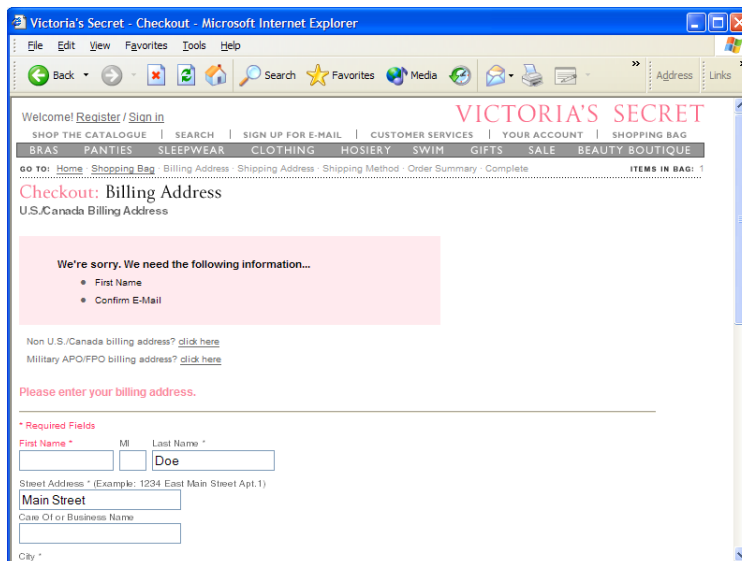 Victoria's Secret - Checkout - Microsoft Internet Explorer
File Edit View Favorites Tools Help
Back Search Favorites Media Address Links
Welcome! Register / Sign in
VICTORIA'S SECRET
SHOP THE CATALOGUE | SEARCH | SIGN UP FOR E-MAIL | CUSTOMER SERVICES | YOUR ACCOUNT | SHOPPING BAG
BRAS PANTIES SLEEPWEAR CLOTHING HOSIERY SWIM GIFTS SALE BEAUTY BOUTIQUE
GO TO: Home · Shopping Bag · Billing Address · Shipping Address · Shipping Method · Order Summary · Complete ITEMS IN BAG: 1
Checkout: Billing Address
U.S./Canada Billing Address
We're sorry. We need the following information...
First Name
Confirm E-Mail
Non U.S./Canada billing address? click here
Military APO/FPO billing address? click here
Please enter your billing address.
* Required Fields
First Name * MI Last Name *
Doe
Street Address * (Example: 1234 East Main Street Apt.1)
Main Street
Care Of or Business Name
City *